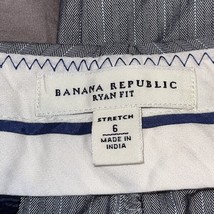 BANANA REPUBLIC
RYAN FIT
STRETCH
6
MADE IN
INDIA